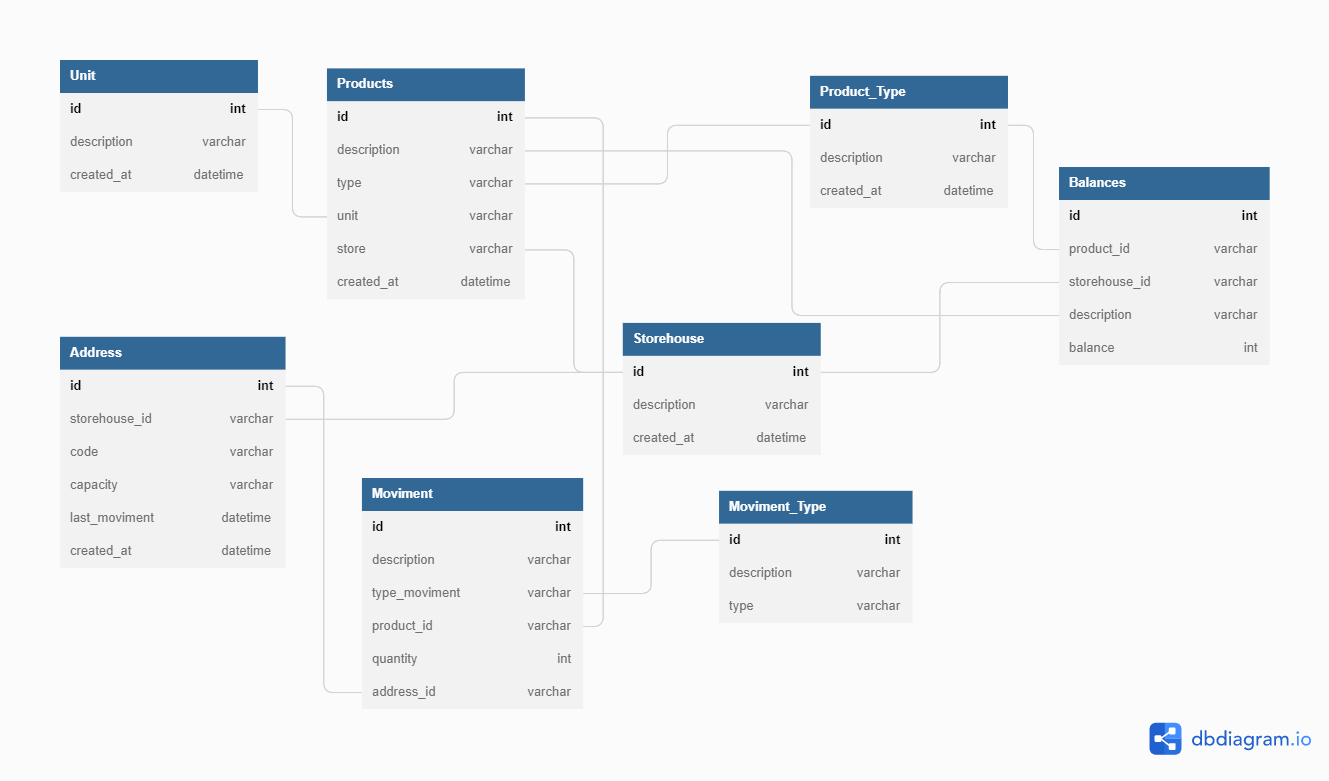 Unit
id int
description varchar
created_at datetime
Products
id int
description varchar
type varchar
unit varchar
store varchar
created_at datetime
Product_Type
id int
description varchar
created_at datetime
Balances
id int
product_id varchar
storehouse_id varchar
description varchar
balance int
Address
id int
storehouse_id varchar
code varchar
capacity varchar
last_moviment datetime
created_at datetime
Storehouse
id int
description varchar
created_at datetime
Moviment
id int
description varchar
type_moviment varchar
product_id varchar
quantity int
address_id varchar
Moviment_Type
id int
description varchar
type varchar
dbdiagram.io